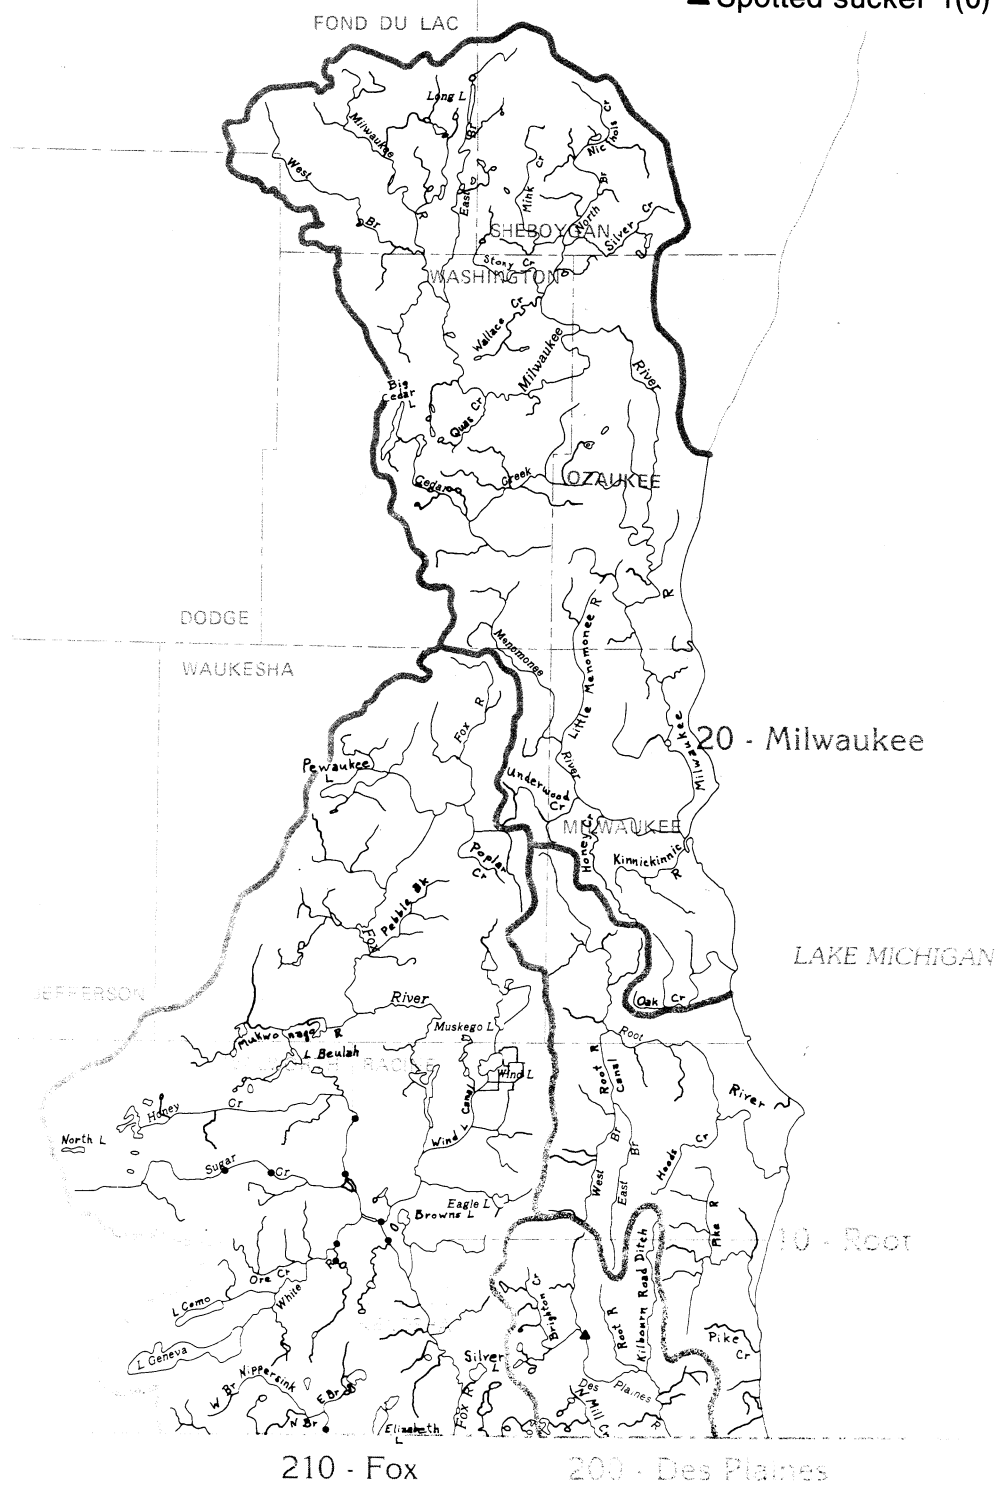 ▲ Spotted sucker 1(0)
FOND DU LAC
Long L
Milwaukee
R
West
Br
East
Br
Mink Cr
Nichols
Cr
North
Br
Silver Cr
SHEBOYGAN
Stony Cr
WASHINGTON
Wallace Cr
Milwaukee
River
Big
Cedar
L
Quas Cr
Cedar
Creek
OZAUKEE
DODGE
WAUKESHA
Menomonee
Little Menomonee R
R
Fox R
Milwaukee
20 - Milwaukee
Pewaukee
L
River
Underwood
Cr
MILWAUKEE
Honey Cr
Kinnickinnic
R
Poplar
Cr
Pebble Bk
Fox
LAKE MICHIGAN
JEFFERSON
River
Oak Cr
Mukwonago R
Muskego L
Root
L Beulah
RACINE
Wind L
Root R
Canal
River
Honey
Cr
Wind L Canal
North L
Sugar
Cr
West
Br
East
Br
Hoods
Cr
Eagle L
Browns L
Pike R
10 - Root
Ore Cr
R
White
L Como
Brighton Cr
Root R
Kilbourn Road Ditch
L Geneva
Pike
Cr
Silver
L
W Br
Nippersink
E Br
N Br
Fox R
Des
Plaines
R
N Mill Cr
Elizabeth
L
210 - Fox
200 - Des Plaines